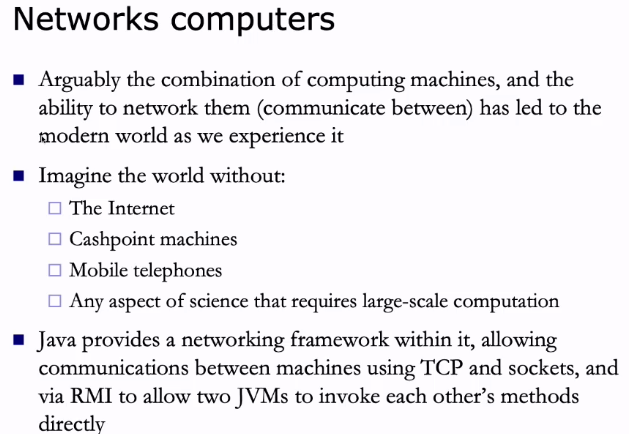 Networks computers
Arguably the combination of computing machines, and the
ability to network them (communicate between) has led to the
modern world as we experience it
Imagine the world without:
The Internet
Cashpoint machines
Mobile telephones
Any aspect of science that requires large-scale computation
Java provides a networking framework within it, allowing
communications between machines using TCP and sockets, and
via RMI to allow two JVMs to invoke each other's methods
directly